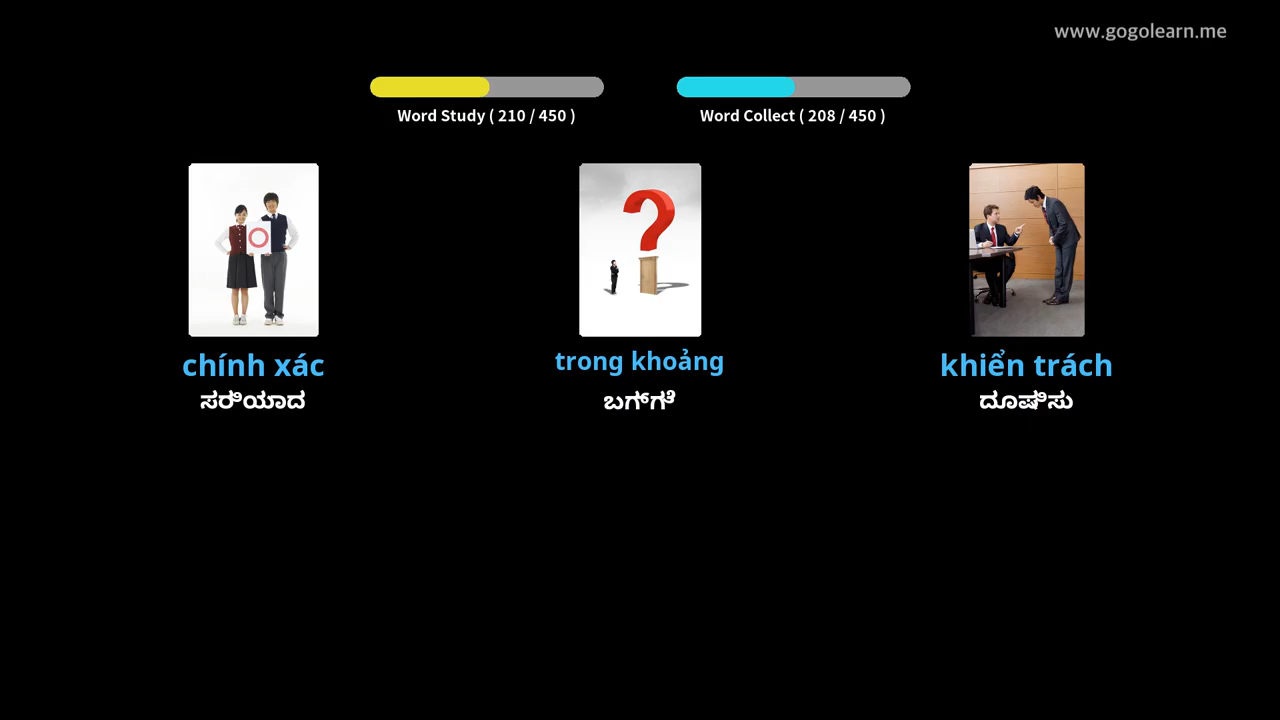 www.gogolearn.me
Word Study ( 210 / 450 )
Word Collect ( 208 / 450 )
chính xác
trong khoảng
khiển trách
ಸರಿಯಾದ
ಬಗ್ಗೆ
ದೂಷಿಸು